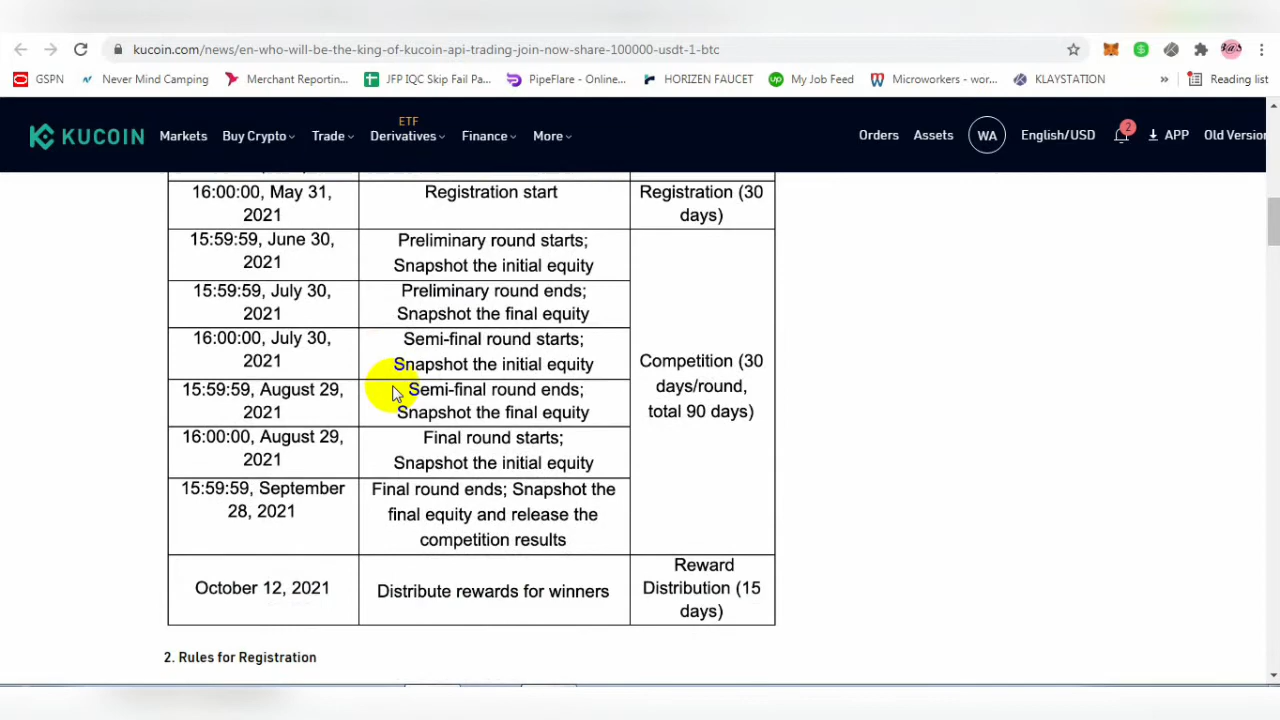 kucoin.com/news/en-who-will-be-the-king-of-kucoin-api-trading-join-now-share-100000-usdt-1-btc
GSPN Never Mind Camping Merchant Reportin... JFP IQC Skip Fail Pa... PipeFlare - Online... HORIZEN FAUCET My Job Feed Microworkers - wor... KLAYSTATION » Reading list
KUCOIN Markets Buy Crypto Trade ETF Derivatives Finance More Orders Assets WA English/USD 2 APP Old Versio
16:00:00, May 31,
2021
Registration start
Registration (30
days)
15:59:59, June 30,
2021
Preliminary round starts;
Snapshot the initial equity
15:59:59, July 30,
2021
Preliminary round ends;
Snapshot the final equity
16:00:00, July 30,
2021
Semi-final round starts;
Snapshot the initial equity
Competition (30
days/round,
total 90 days)
15:59:59, August 29,
2021
Semi-final round ends;
Snapshot the final equity
16:00:00, August 29,
2021
Final round starts;
Snapshot the initial equity
15:59:59, September
28, 2021
Final round ends; Snapshot the
final equity and release the
competition results
October 12, 2021
Distribute rewards for winners
Reward
Distribution (15
days)
2. Rules for Registration